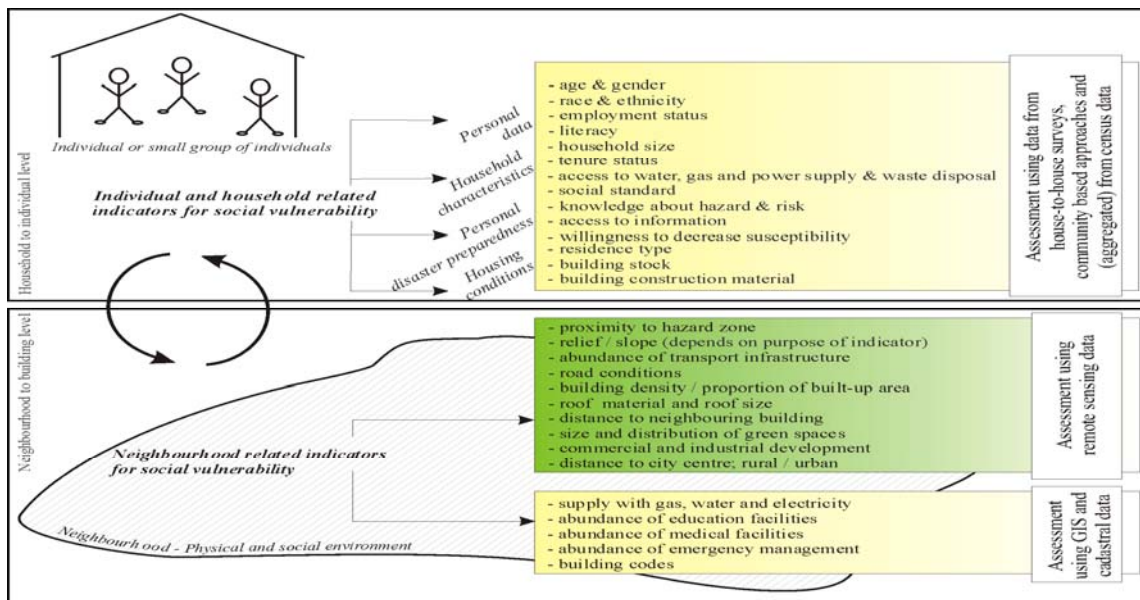 Household to individual level
Individual or small group of individuals
Individual and household related
indicators for social vulnerability
Personal
data
Household
characteristics
Personal
disaster preparedness
Housing
conditions
- age & gender
- race & ethnicity
- employment status
- literacy
- household size
- tenure status
- access to water, gas and power supply & waste disposal
- social standard
- knowledge about hazard & risk
- access to information
- willingness to decrease susceptibility
- residence type
- building stock
- building construction material
Assessment using data from
house-to-house surveys,
community based approaches and
(aggregated) from census data
Neighbourhood to building level
Neighbourhood related indicators
for social vulnerability
Neighbourhood - Physical and social environment
- proximity to hazard zone
- relief / slope (depends on purpose of indicator)
- abundance of transport infrastructure
- road conditions
- building density / proportion of built-up area
- roof material and roof size
- distance to neighbouring building
- size and distribution of green spaces
- commercial and industrial development
- distance to city centre; rural / urban
Assessment using
remote sensing data
- supply with gas, water and electricity
- abundance of education facilities
- abundance of medical facilities
- abundance of emergency management
- building codes
Assessment
using GIS and
cadastral data